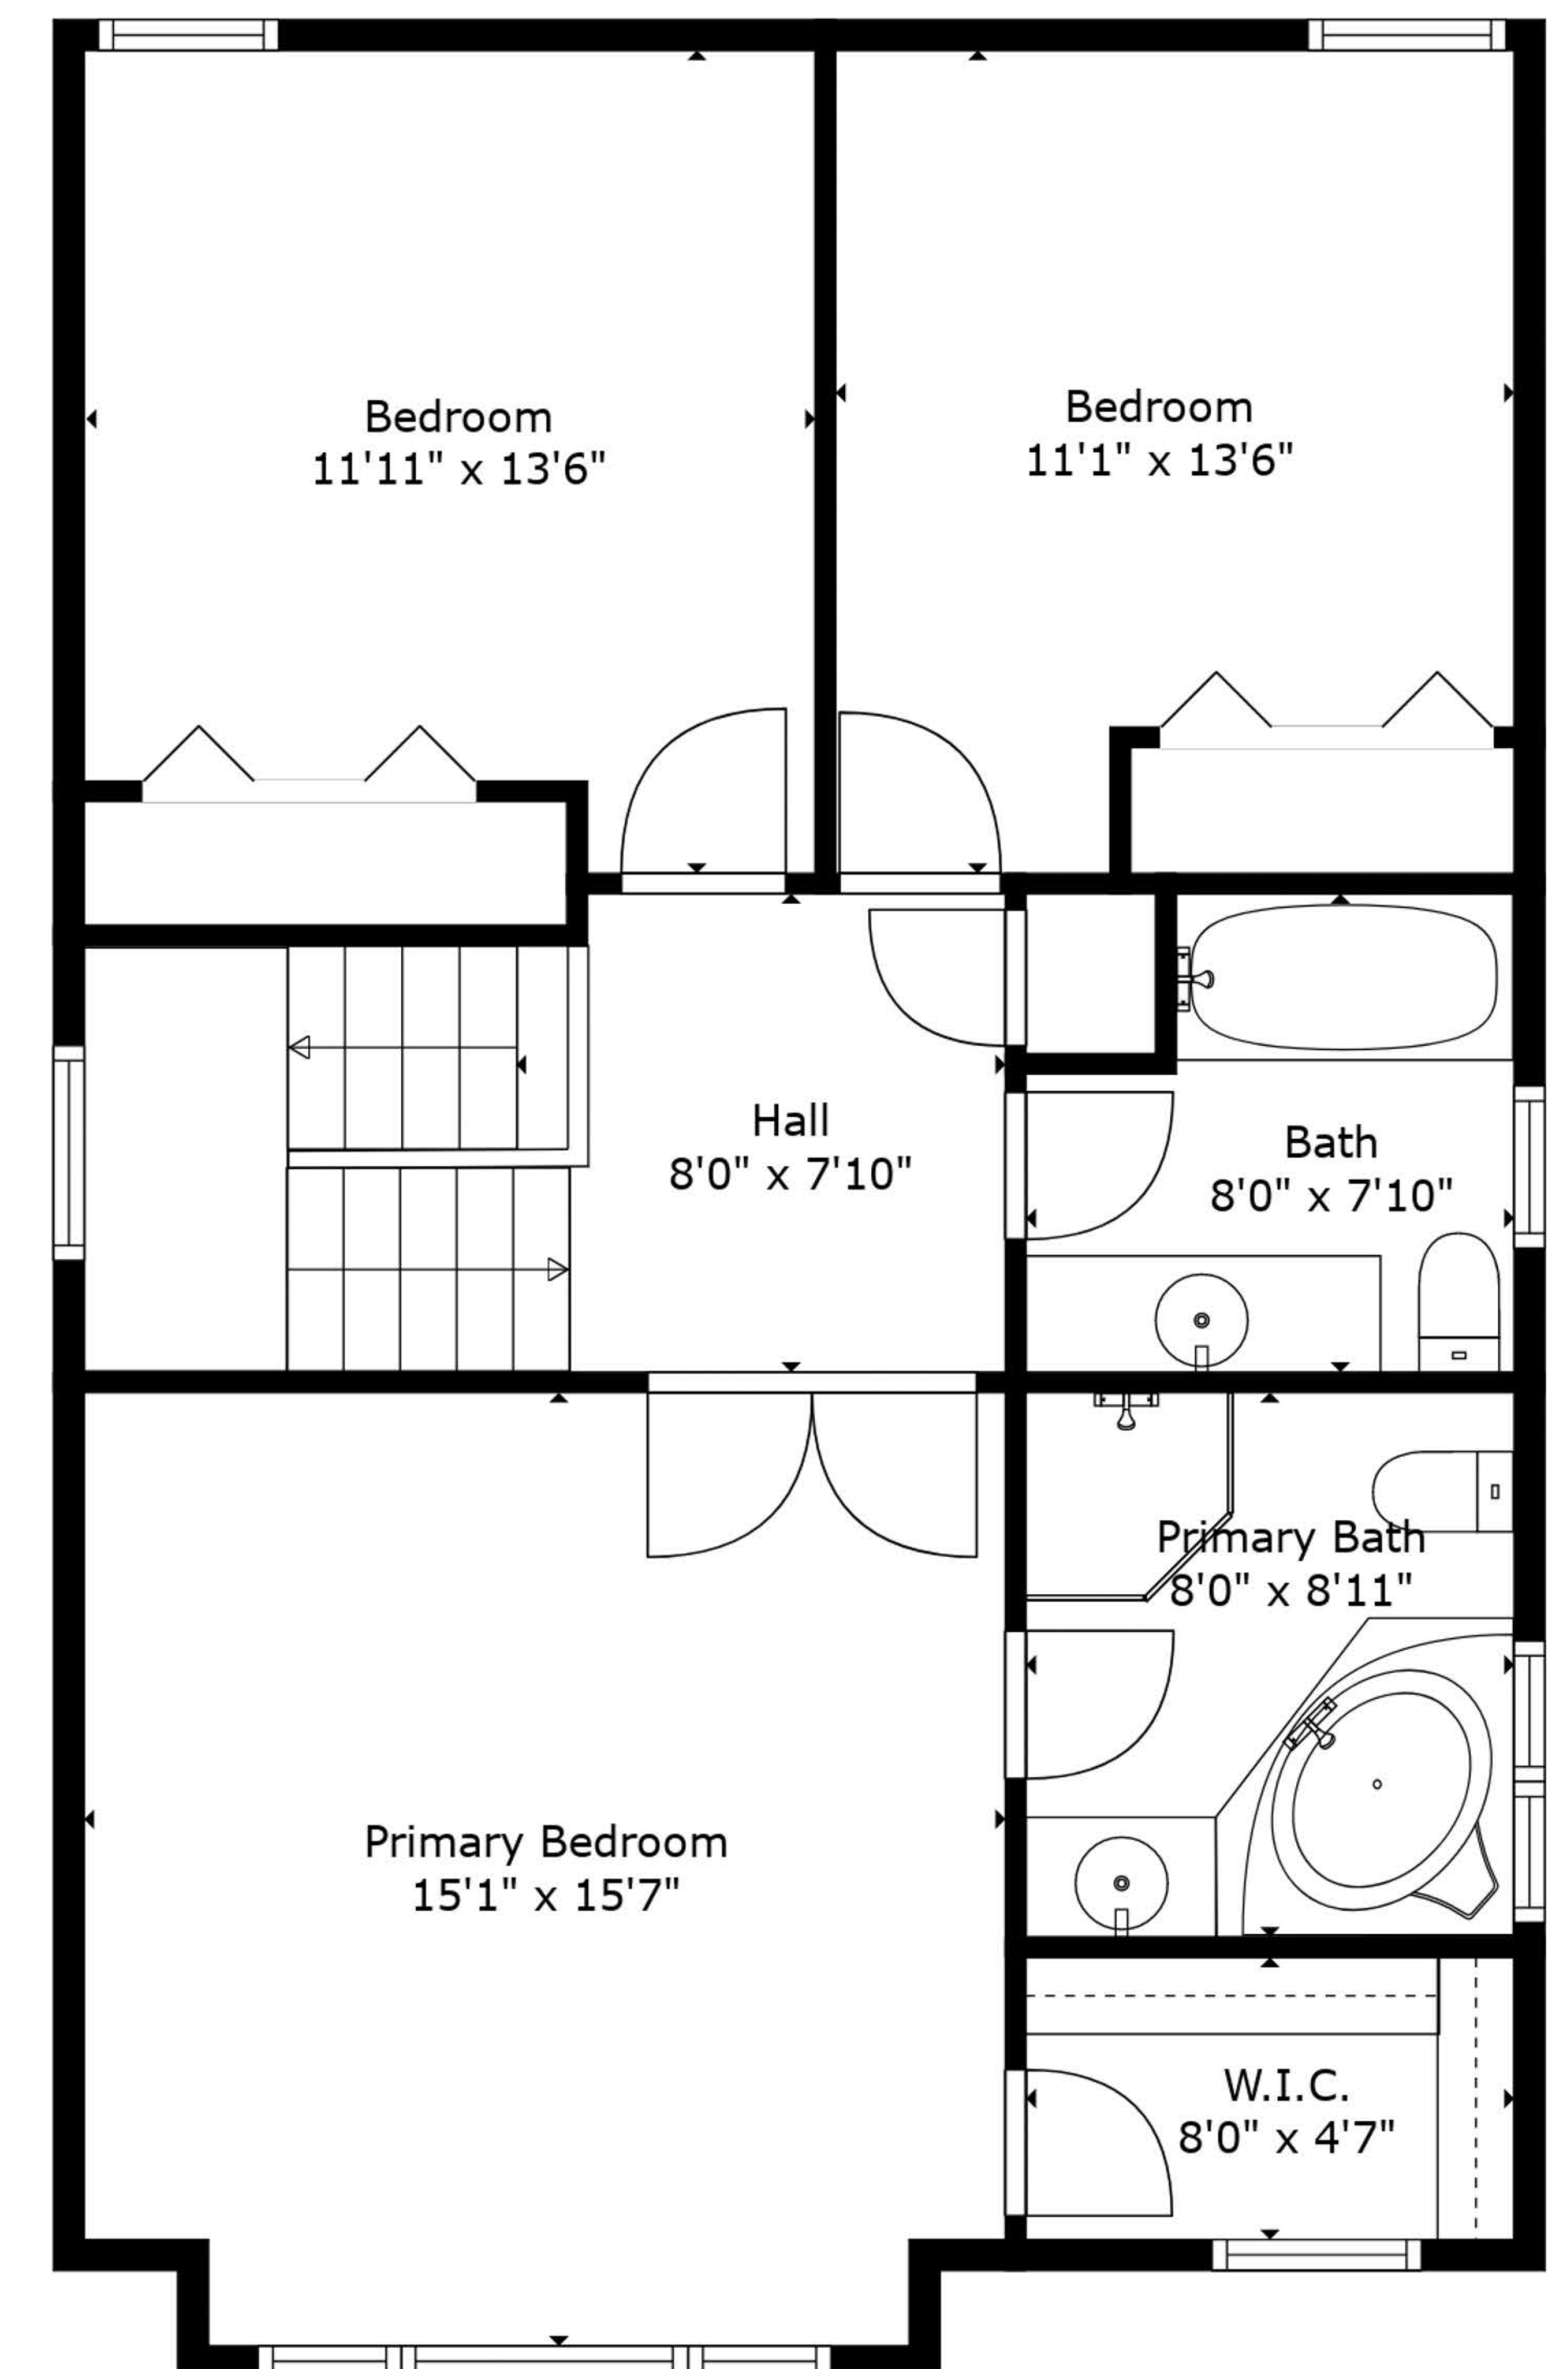 Bedroom
11'11" x 13'6"
Bedroom
11'1" x 13'6"
Hall
8'0" x 7'10"
Bath
8'0" x 7'10"
Primary Bath
8'0" x 8'11"
Primary Bedroom
15'1" x 15'7"
W.I.C.
8'0" x 4'7"